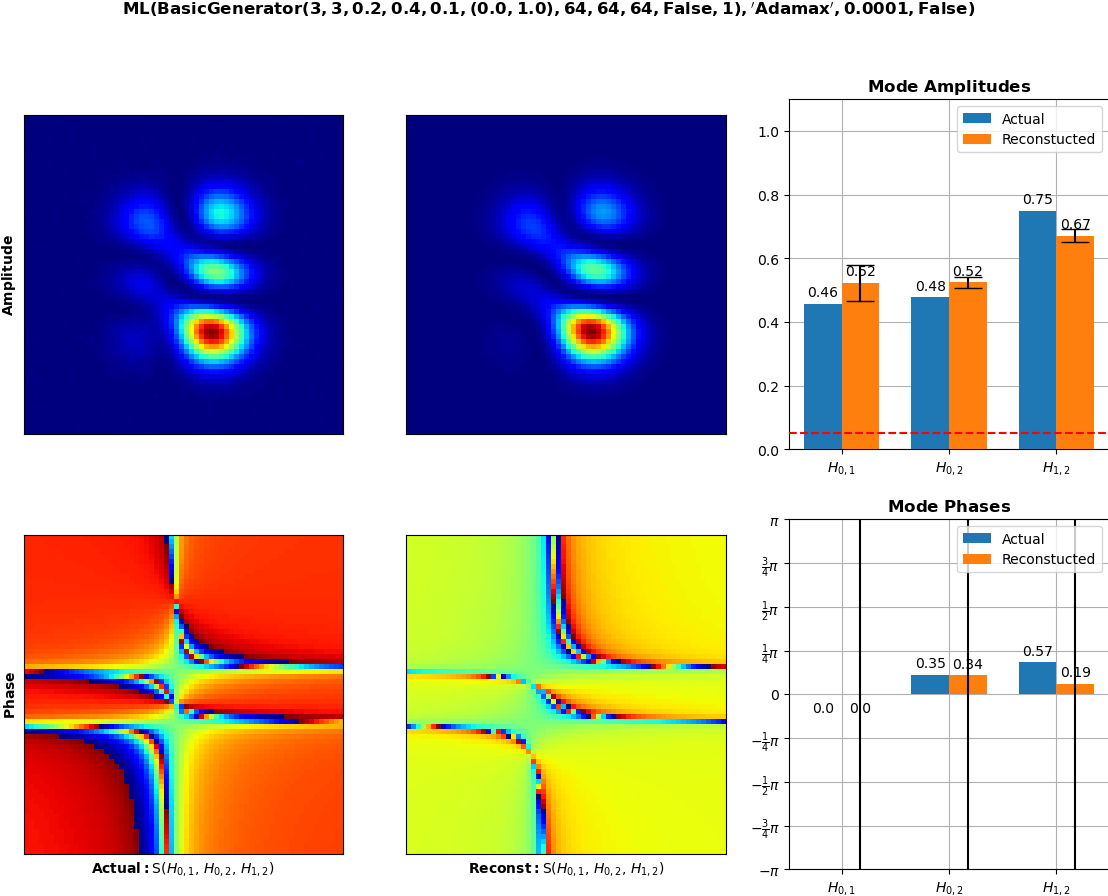 ML(BasicGenerator(3, 3, 0.2, 0.4, 0.1, (0.0, 1.0), 64, 64, 64, False, 1), ′Adamax′, 0.0001, False)
Amplitude
Mode Amplitudes
Actual
Reconstucted
1.0
0.8
0.6
0.4
0.2
0.0
0.46
0.52
0.48
0.52
0.75
0.67
H0,1
H0,2
H1,2
Phase
Actual: S(H0,1, H0,2, H1,2)
Reconst: S(H0,1, H0,2, H1,2)
Mode Phases
Actual
Reconstucted
π
3/4π
1/2π
1/4π
0
−1/4π
−1/2π
−3/4π
−π
0.0
0.0
0.35
0.34
0.57
0.19
H0,1
H0,2
H1,2